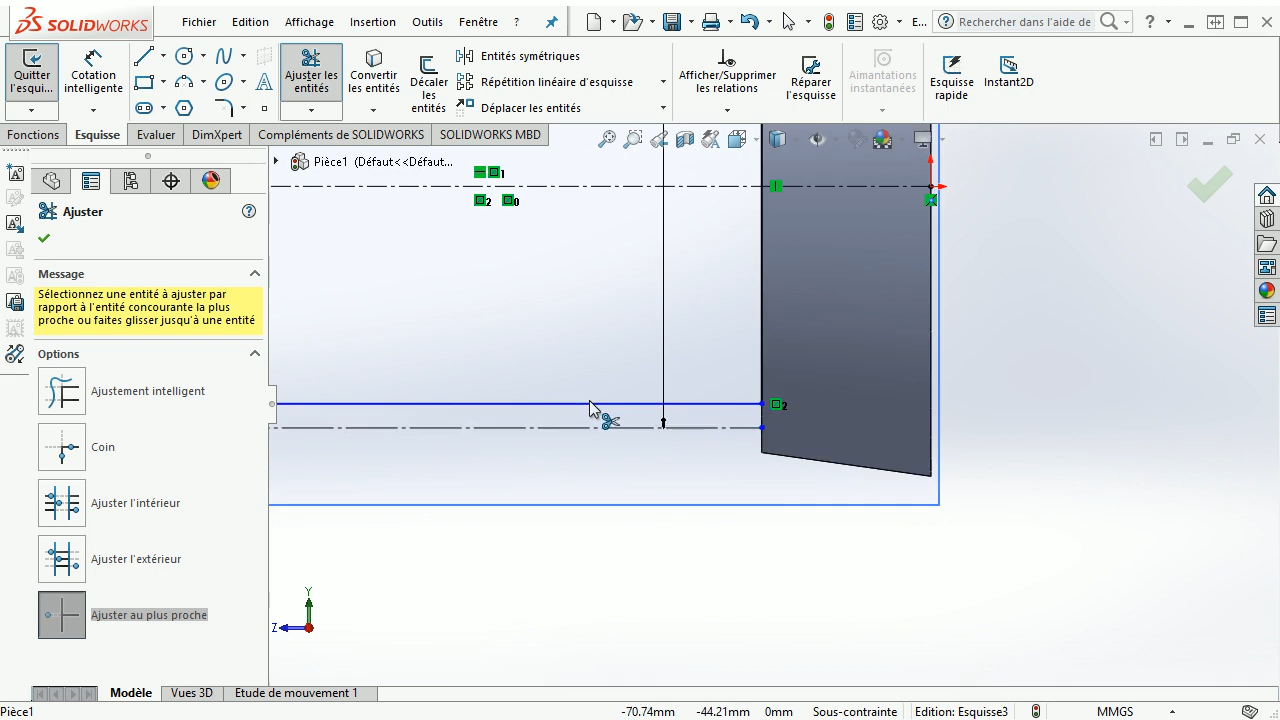 SOLIDWORKS
Fichier Edition Affichage Insertion Outils Fenêtre ?
E... Rechercher dans l'aide de
Quitter l'esqui...
Cotation intelligente
Ajuster les entités
Convertir les entités
Décaler les entités
Entités symétriques
Répétition linéaire d'esquisse
Déplacer les entités
Afficher/Supprimer les relations
Réparer l'esquisse
Aimantations instantanées
Esquisse rapide
Instant2D
Fonctions Esquisse Evaluer DimXpert Compléments de SOLIDWORKS SOLIDWORKS MBD
Pièce1 (Défaut<<Défaut...
Ajuster
Message
Sélectionnez une entité à ajuster par
rapport à l'entité concourante la plus
proche ou faites glisser jusqu'à une entité
Options
Ajustement intelligent
Coin
Ajuster l'intérieur
Ajuster l'extérieur
Ajuster au plus proche
1
2 0
2
Y
Z
Modèle Vues 3D Etude de mouvement 1
Pièce1 -70.74mm -44.21mm 0mm Sous-contrainte Edition: Esquisse3 MMGS